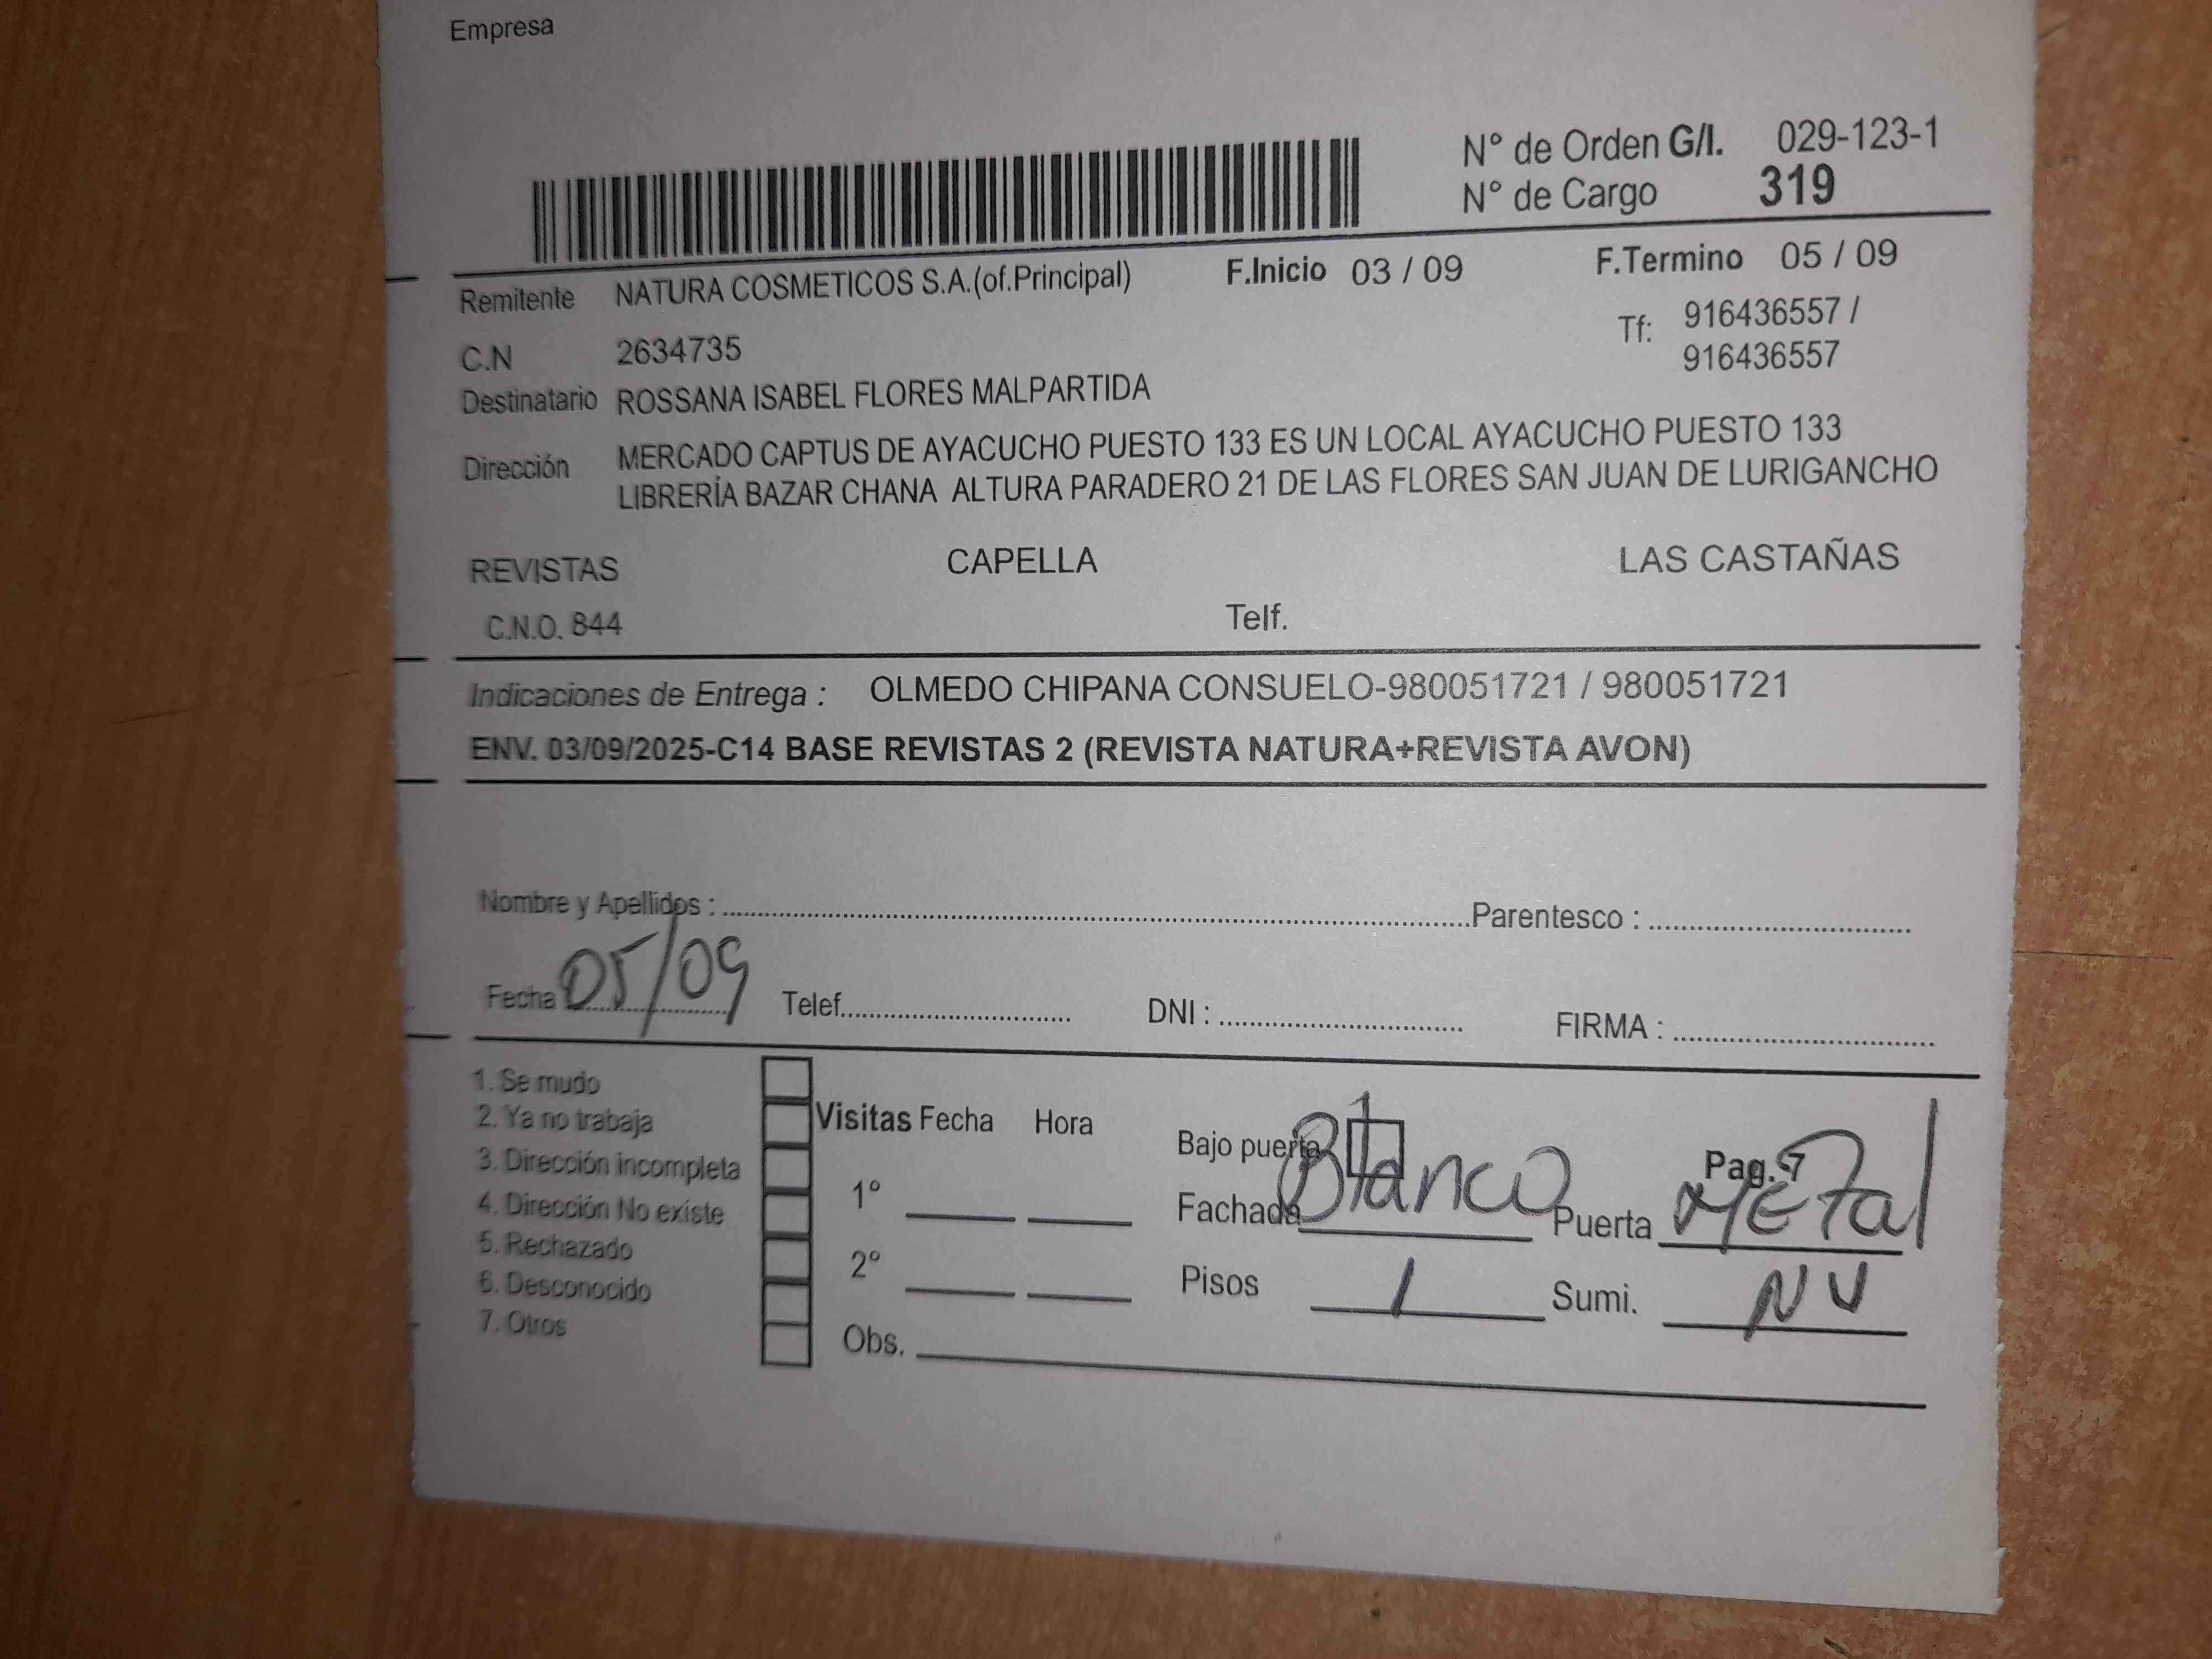 Empresa
N° de Orden G/I. 029-123-1
N° de Cargo 319
Remitente NATURA COSMETICOS S.A.(of.Principal) F.Inicio 03 / 09 F.Termino 05 / 09
C.N 2634735 Tf: 916436557 / 916436557
Destinatario ROSSANA ISABEL FLORES MALPARTIDA
Dirección MERCADO CAPTUS DE AYACUCHO PUESTO 133 ES UN LOCAL AYACUCHO PUESTO 133
LIBRERÍA BAZAR CHANA ALTURA PARADERO 21 DE LAS FLORES SAN JUAN DE LURIGANCHO
REVISTAS CAPELLA LAS CASTAÑAS
C.N.O. 844 Telf.
Indicaciones de Entrega : OLMEDO CHIPANA CONSUELO-980051721 / 980051721
ENV. 03/09/2025-C14 BASE REVISTAS 2 (REVISTA NATURA+REVISTA AVON)
Nombre y Apellidos : Parentesco :
Fecha 05/09 Telef. DNI : FIRMA :
1. Se mudo
2. Ya no trabaja
3. Dirección incompleta
4. Dirección No existe
5. Rechazado
6. Desconocido
7. Otros
Visitas Fecha Hora
1°
2°
Obs.
Bajo puerta Pag. 7
Fachada Blanco Puerta METal
Pisos 1 Sumi. NV